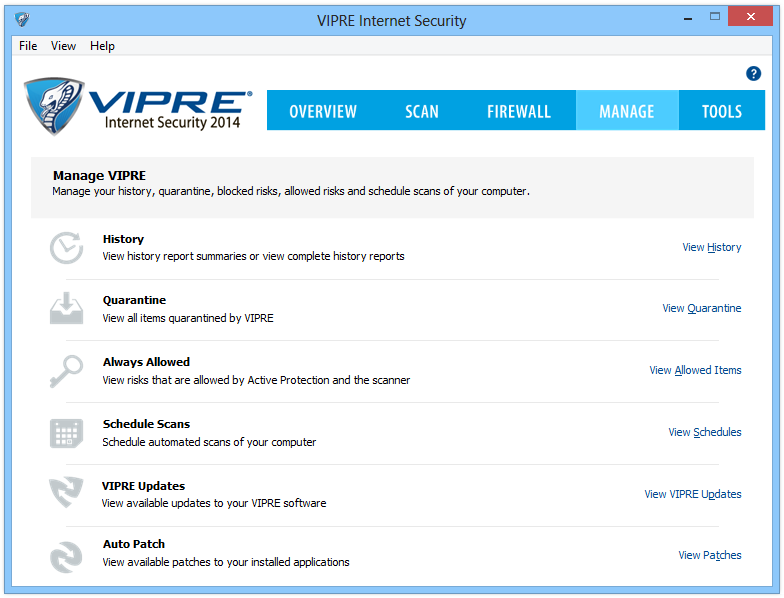 VIPRE Internet Security
File View Help
?
VIPRE®
Internet Security 2014
OVERVIEW SCAN FIREWALL MANAGE TOOLS
Manage VIPRE
Manage your history, quarantine, blocked risks, allowed risks and schedule scans of your computer.
History
View history report summaries or view complete history reports
View History
Quarantine
View all items quarantined by VIPRE
View Quarantine
Always Allowed
View risks that are allowed by Active Protection and the scanner
View Allowed Items
Schedule Scans
Schedule automated scans of your computer
View Schedules
VIPRE Updates
View available updates to your VIPRE software
View VIPRE Updates
Auto Patch
View available patches to your installed applications
View Patches